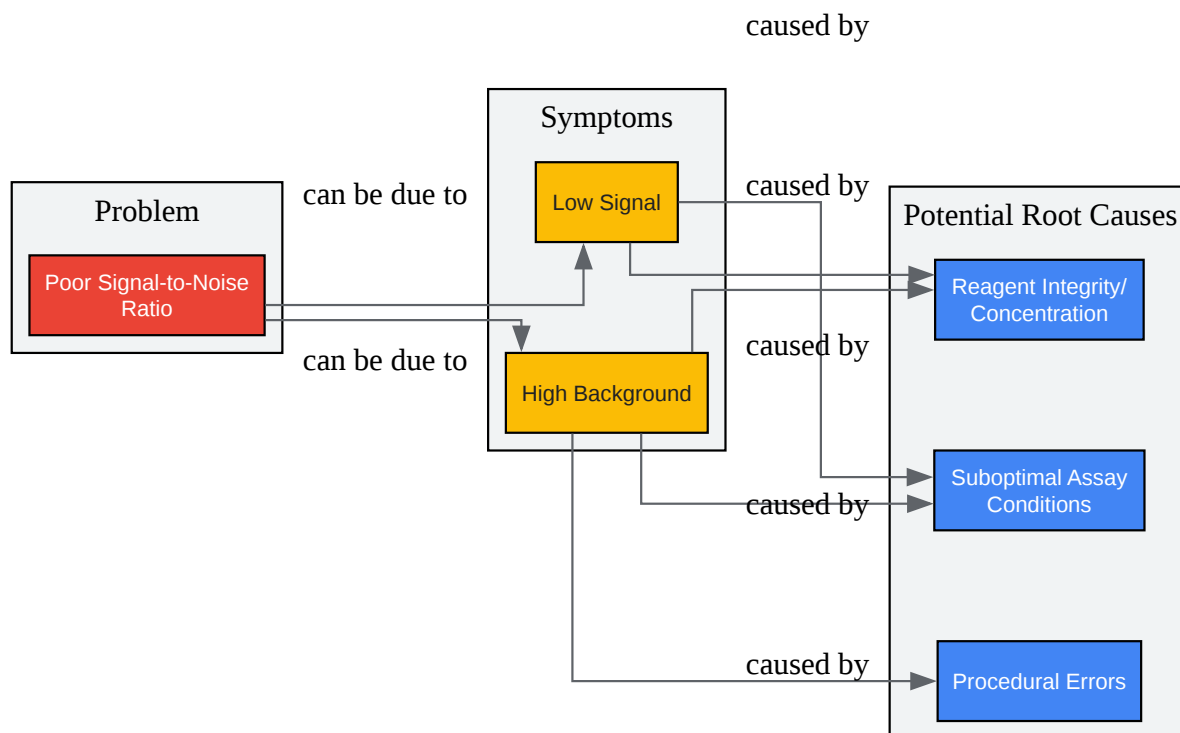 caused by
Symptoms
Low Signal
can be due to
caused by
Problem
Potential Root Causes
Poor Signal-to-Noise
Ratio
Reagent Integrity/
Concentration
can be due to
caused by
High Background
Suboptimal Assay
Conditions
caused by
caused by
Procedural Errors